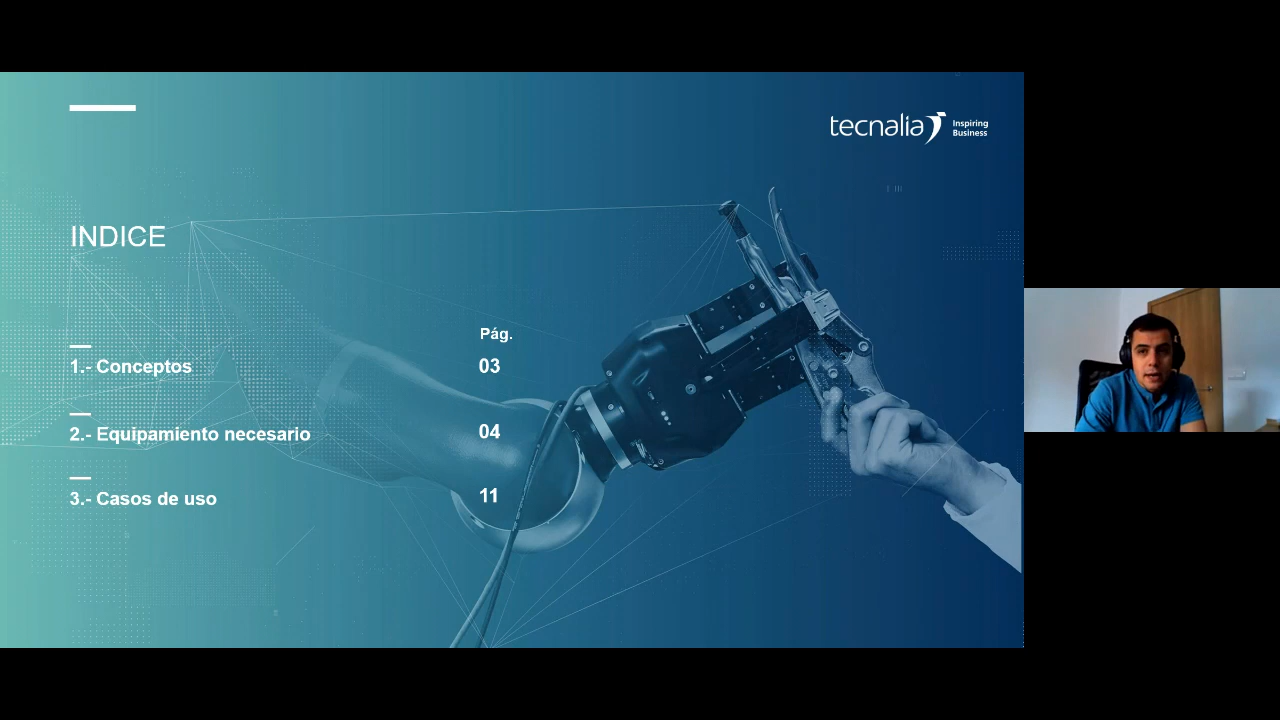 tecnalia Inspiring
Business
INDICE
Pág.
1.- Conceptos 03
2.- Equipamiento necesario 04
3.- Casos de uso 11